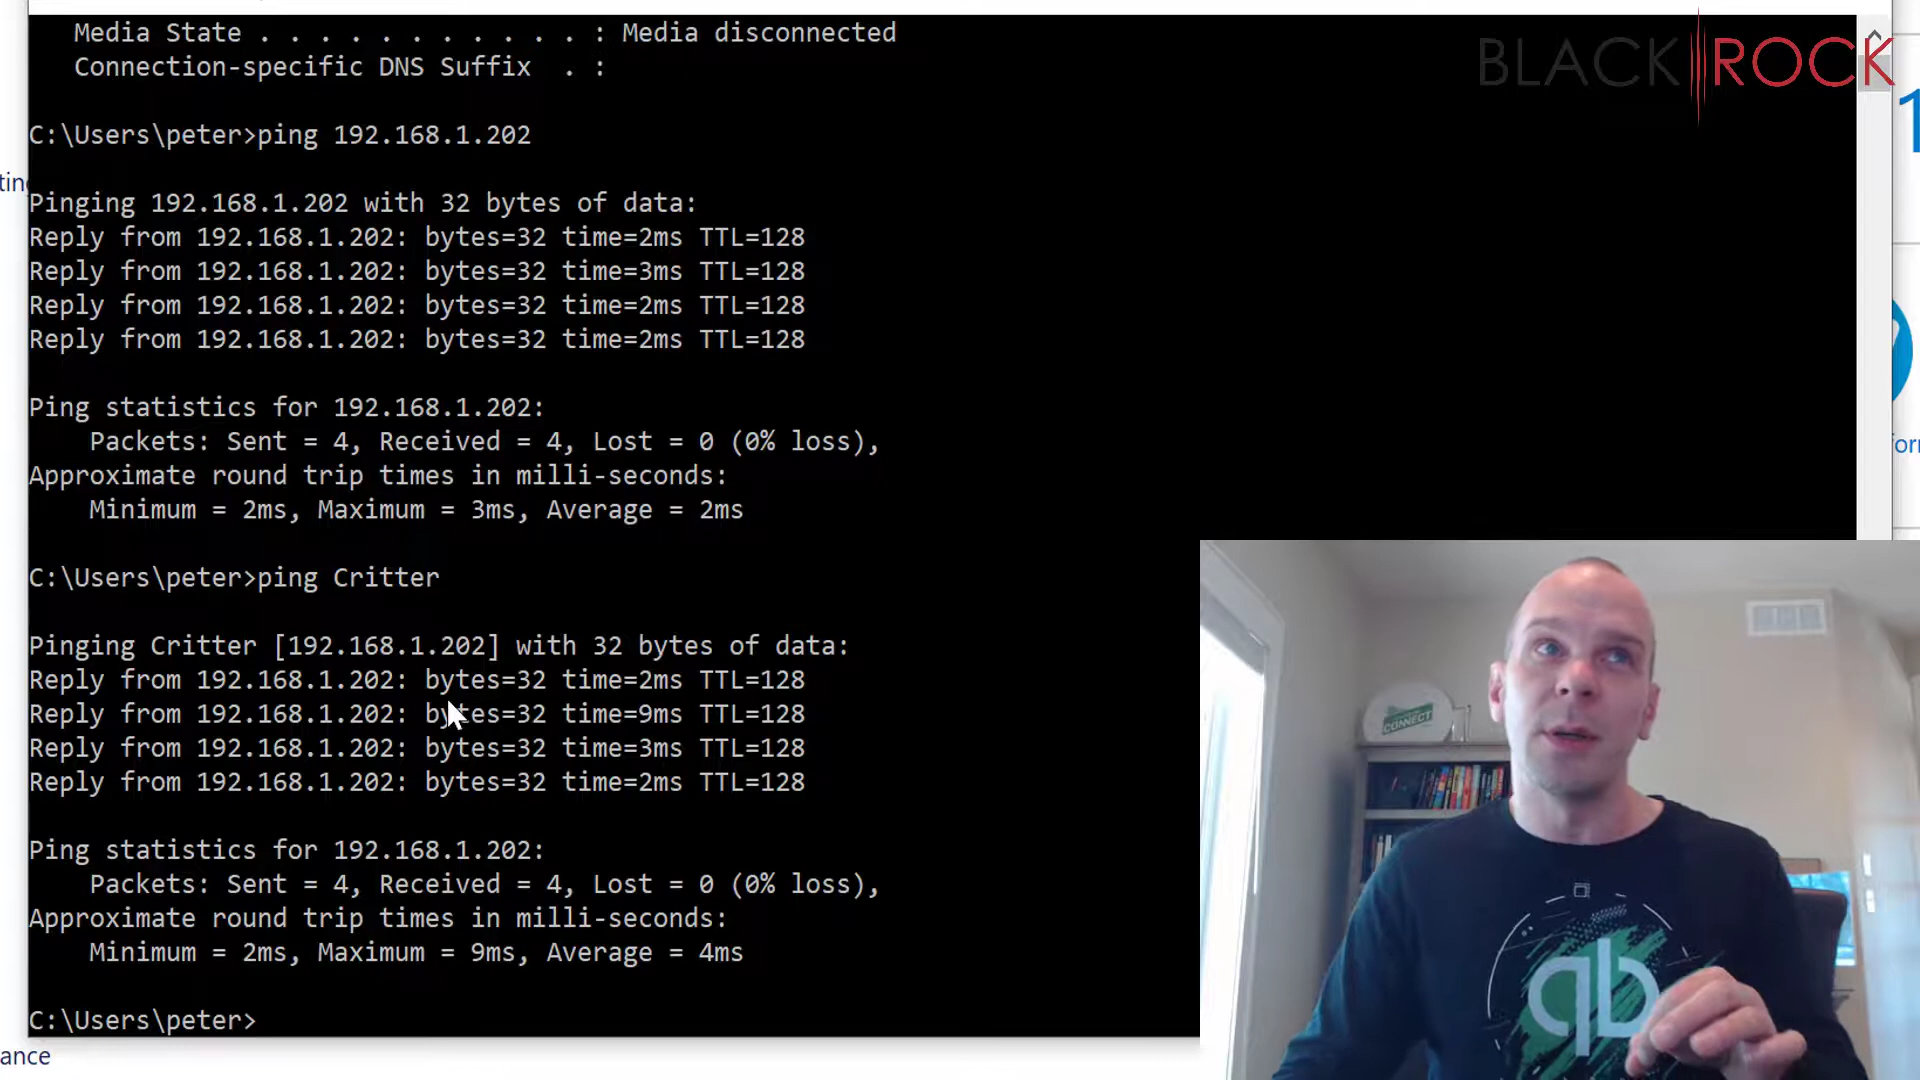 Media State . . . . . . . . . . . : Media disconnected
Connection-specific DNS Suffix  . :
BLACK ROCK
C:\Users\peter>ping 192.168.1.202
Pinging 192.168.1.202 with 32 bytes of data:
Reply from 192.168.1.202: bytes=32 time=2ms TTL=128
Reply from 192.168.1.202: bytes=32 time=3ms TTL=128
Reply from 192.168.1.202: bytes=32 time=2ms TTL=128
Reply from 192.168.1.202: bytes=32 time=2ms TTL=128
Ping statistics for 192.168.1.202:
Packets: Sent = 4, Received = 4, Lost = 0 (0% loss),
Approximate round trip times in milli-seconds:
Minimum = 2ms, Maximum = 3ms, Average = 2ms
C:\Users\peter>ping Critter
Pinging Critter [192.168.1.202] with 32 bytes of data:
Reply from 192.168.1.202: bytes=32 time=2ms TTL=128
Reply from 192.168.1.202: bytes=32 time=9ms TTL=128
Reply from 192.168.1.202: bytes=32 time=3ms TTL=128
Reply from 192.168.1.202: bytes=32 time=2ms TTL=128
Ping statistics for 192.168.1.202:
Packets: Sent = 4, Received = 4, Lost = 0 (0% loss),
Approximate round trip times in milli-seconds:
Minimum = 2ms, Maximum = 9ms, Average = 4ms
C:\Users\peter>
ance
CONNECT
qb